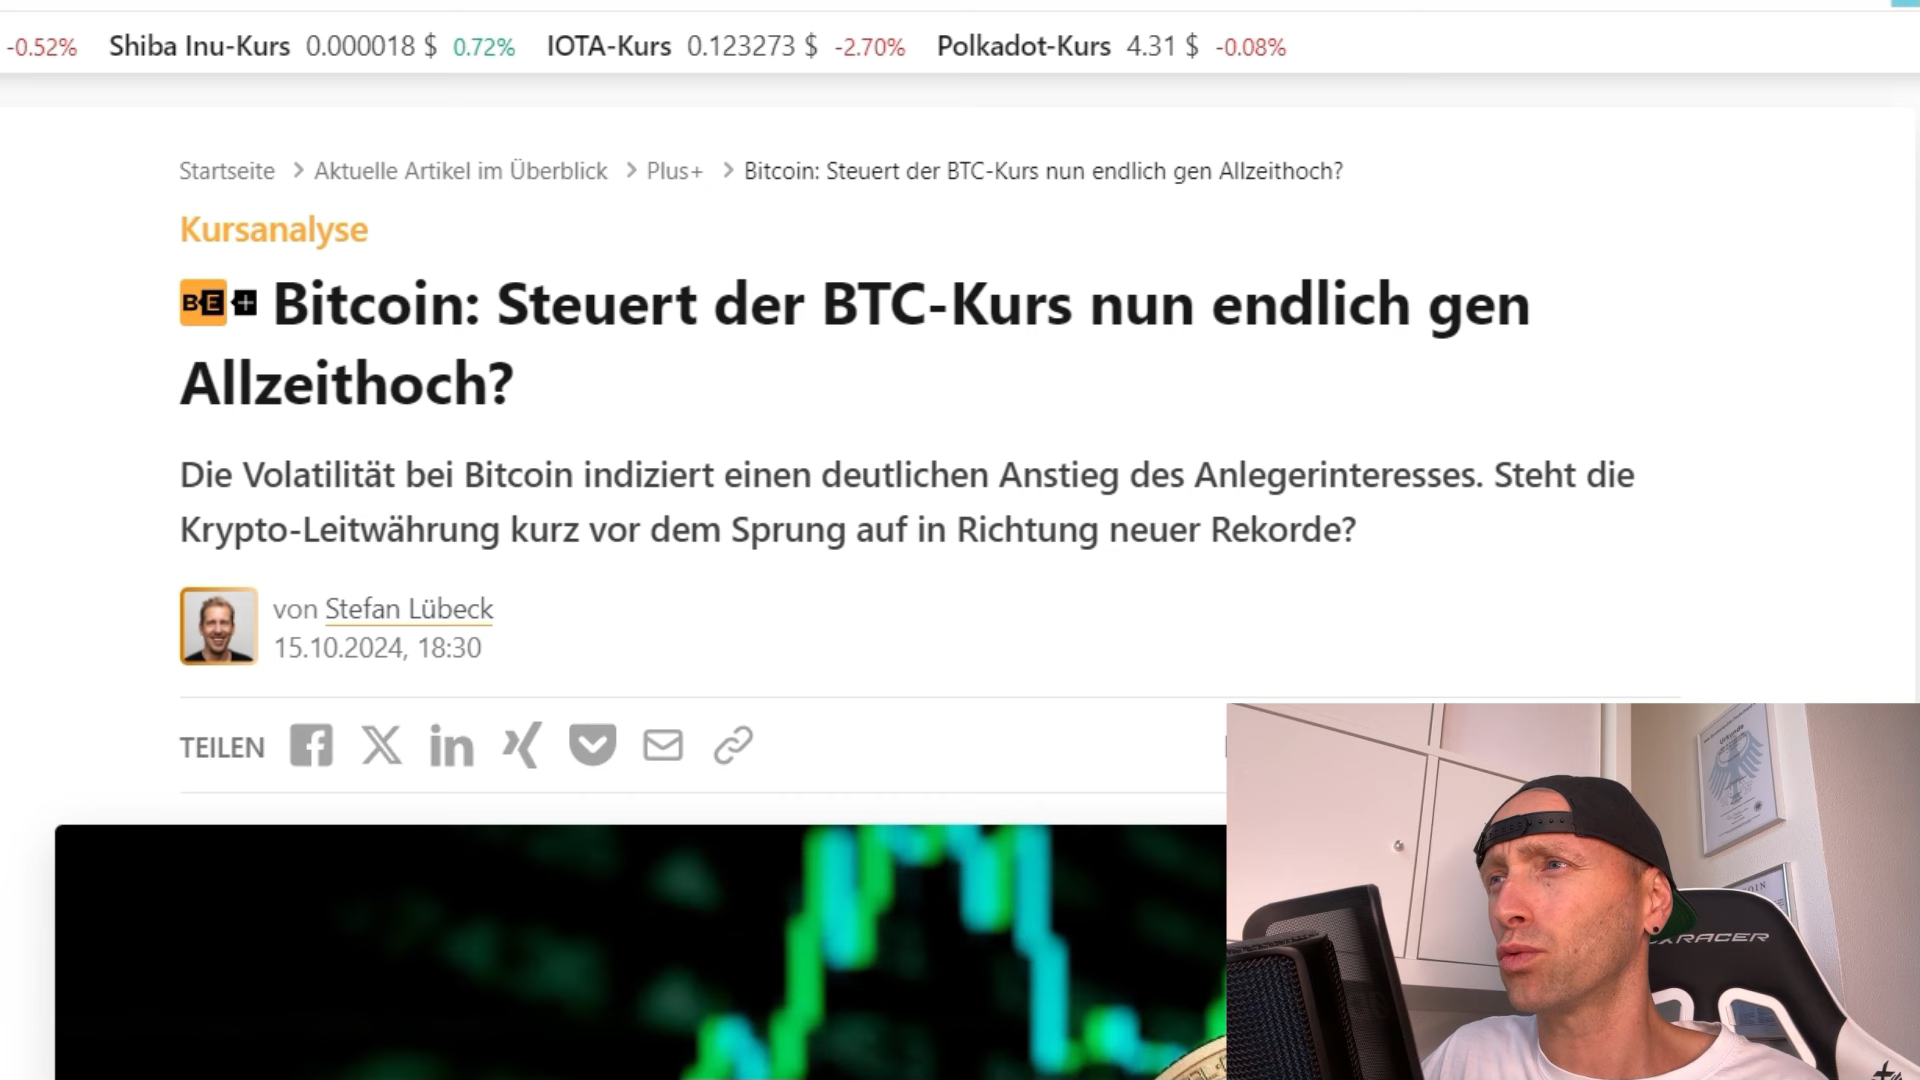 -0.52% Shiba Inu-Kurs 0.000018 $ 0.72% IOTA-Kurs 0.123273 $ -2.70% Polkadot-Kurs 4.31 $ -0.08%
Startseite > Aktuelle Artikel im Überblick > Plus+ > Bitcoin: Steuert der BTC-Kurs nun endlich gen Allzeithoch?
Kursanalyse
BE+ Bitcoin: Steuert der BTC-Kurs nun endlich gen
Allzeithoch?
Die Volatilität bei Bitcoin indiziert einen deutlichen Anstieg des Anlegerinteresses. Steht die
Krypto-Leitwährung kurz vor dem Sprung auf in Richtung neuer Rekorde?
von Stefan Lübeck
15.10.2024, 18:30
TEILEN
Urkunde